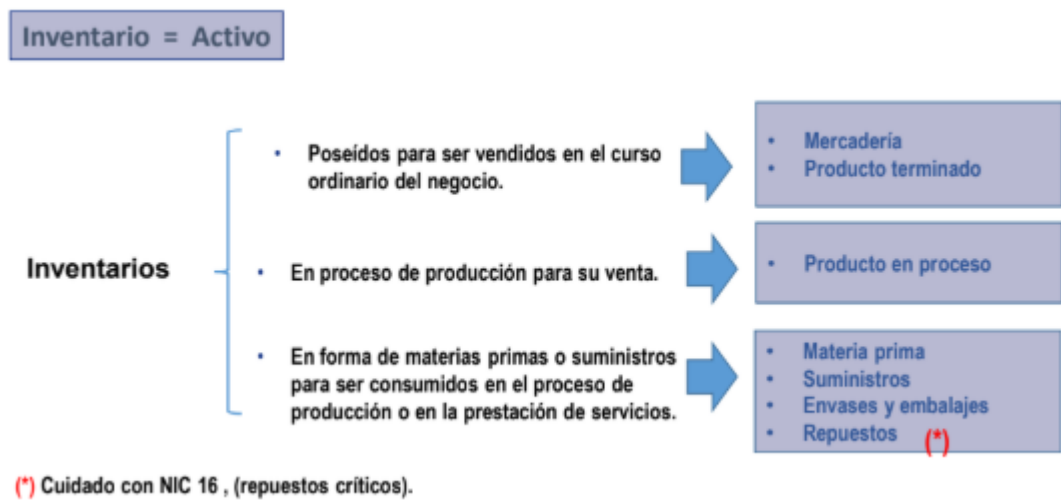 Inventario = Activo
• Poseídos para ser vendidos en el curso
ordinario del negocio.
• Mercadería
• Producto terminado
Inventarios
• En proceso de producción para su venta.
• Producto en proceso
• En forma de materias primas o suministros
para ser consumidos en el proceso de
producción o en la prestación de servicios.
• Materia prima
• Suministros
• Envases y embalajes
• Repuestos (*)
(*) Cuidado con NIC 16 , (repuestos críticos).